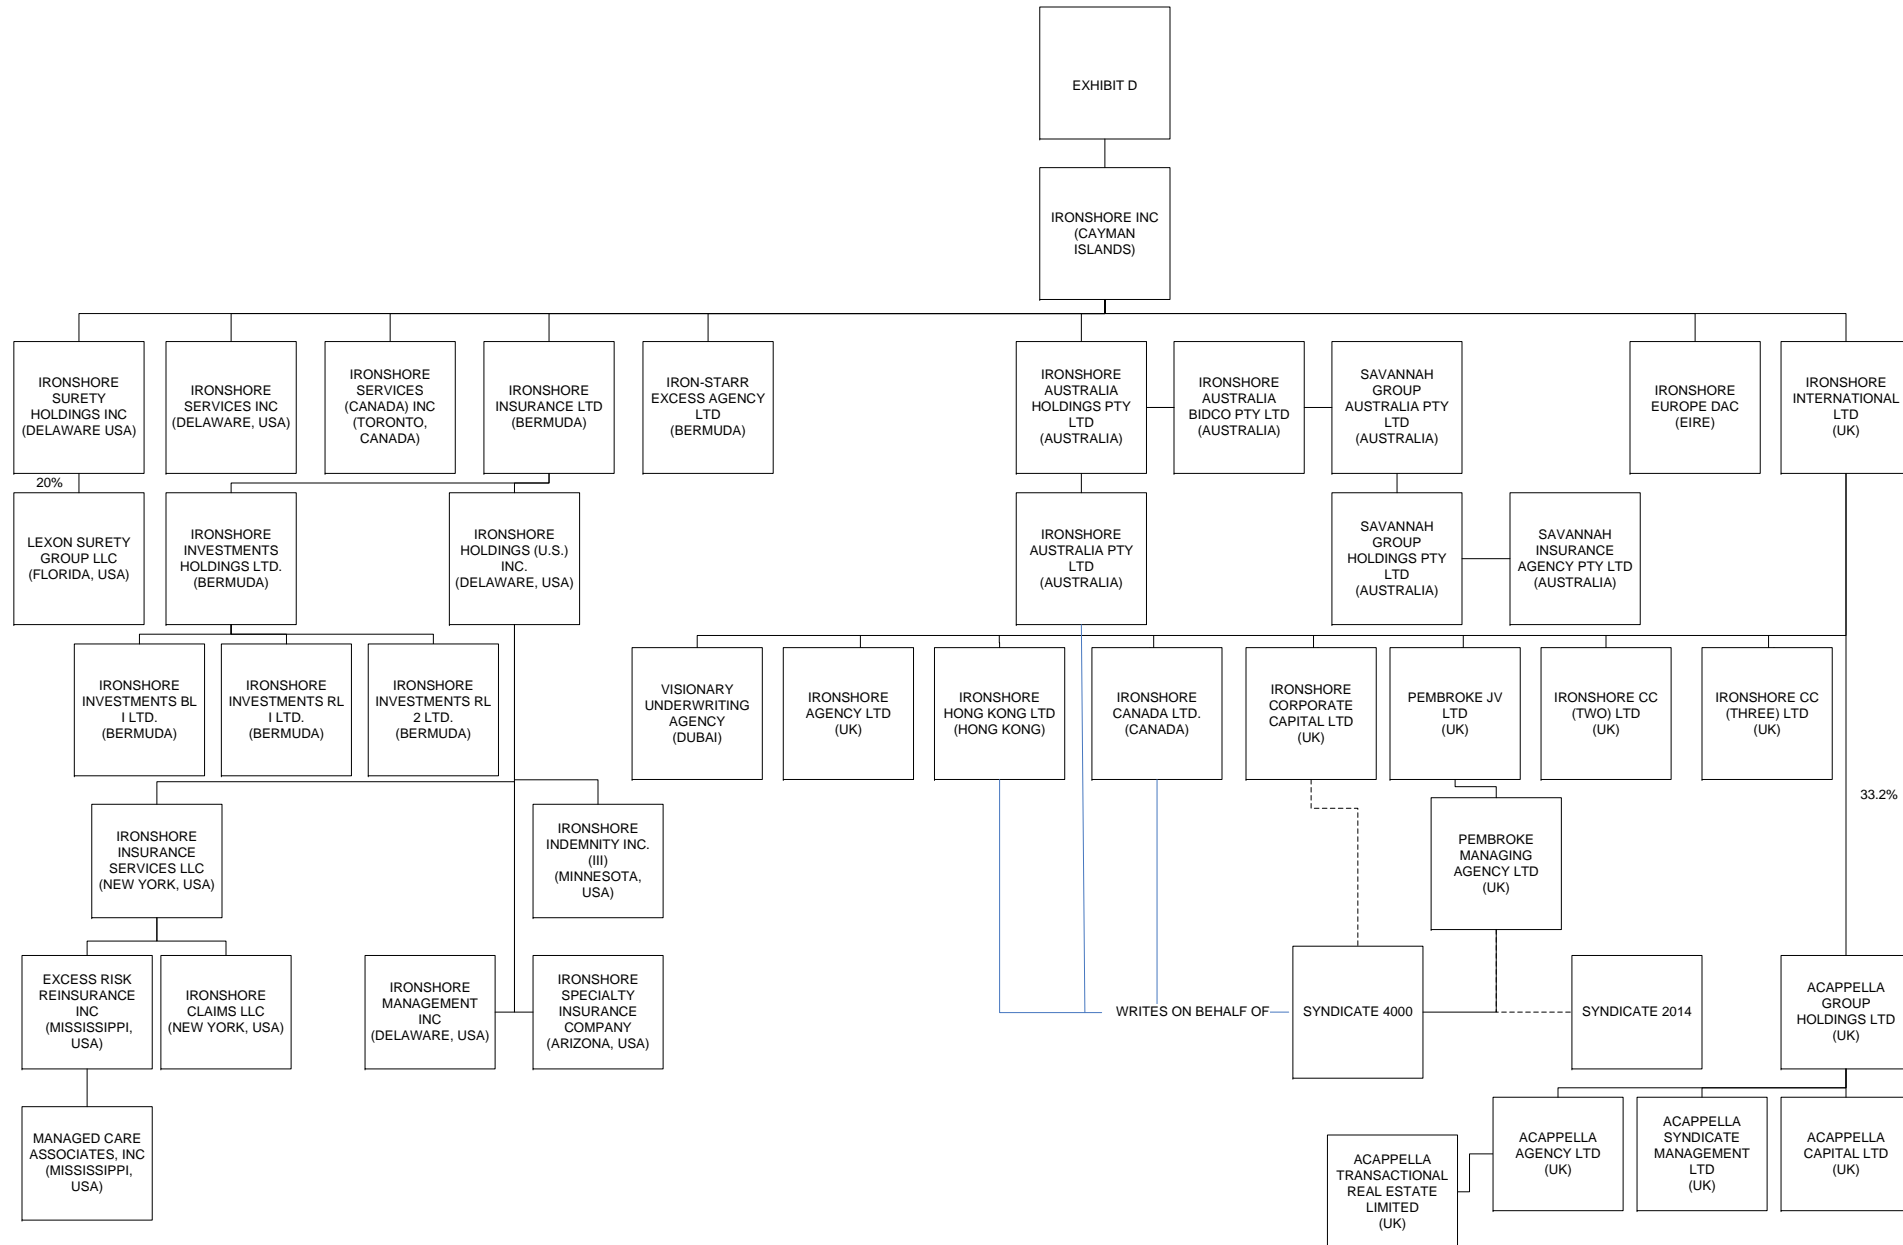 EXHIBIT D
IRONSHORE INC
(CAYMAN
ISLANDS)
IRONSHORE
SURETY
HOLDINGS INC
(DELAWARE USA)
IRONSHORE
SERVICES INC
(DELAWARE, USA)
IRONSHORE
SERVICES
(CANADA) INC
(TORONTO,
CANADA)
IRONSHORE
INSURANCE LTD
(BERMUDA)
IRON-STARR
EXCESS AGENCY
LTD
(BERMUDA)
IRONSHORE
AUSTRALIA
HOLDINGS PTY
LTD
(AUSTRALIA)
IRONSHORE
AUSTRALIA
BIDCO PTY LTD
(AUSTRALIA)
SAVANNAH
GROUP
AUSTRALIA PTY
LTD
(AUSTRALIA)
IRONSHORE
EUROPE DAC
(EIRE)
IRONSHORE
INTERNATIONAL
LTD
(UK)
20%
LEXON SURETY
GROUP LLC
(FLORIDA, USA)
IRONSHORE
INVESTMENTS
HOLDINGS LTD.
(BERMUDA)
IRONSHORE
HOLDINGS (U.S.)
INC.
(DELAWARE, USA)
IRONSHORE
AUSTRALIA PTY
LTD
(AUSTRALIA)
SAVANNAH
GROUP
HOLDINGS PTY
LTD
(AUSTRALIA)
SAVANNAH
INSURANCE
AGENCY PTY LTD
(AUSTRALIA)
IRONSHORE
INVESTMENTS BL
I LTD.
(BERMUDA)
IRONSHORE
INVESTMENTS RL
I LTD.
(BERMUDA)
IRONSHORE
INVESTMENTS RL
2 LTD.
(BERMUDA)
VISIONARY
UNDERWRITING
AGENCY
(DUBAI)
IRONSHORE
AGENCY LTD
(UK)
IRONSHORE
HONG KONG LTD
(HONG KONG)
IRONSHORE
CANADA LTD.
(CANADA)
IRONSHORE
CORPORATE
CAPITAL LTD
(UK)
PEMBROKE JV
LTD
(UK)
IRONSHORE CC
(TWO) LTD
(UK)
IRONSHORE CC
(THREE) LTD
(UK)
33.2%
IRONSHORE
INSURANCE
SERVICES LLC
(NEW YORK, USA)
IRONSHORE
INDEMNITY INC.
(III)
(MINNESOTA,
USA)
PEMBROKE
MANAGING
AGENCY LTD
(UK)
EXCESS RISK
REINSURANCE
INC
(MISSISSIPPI,
USA)
IRONSHORE
CLAIMS LLC
(NEW YORK, USA)
IRONSHORE
MANAGEMENT
INC
(DELAWARE, USA)
IRONSHORE
SPECIALTY
INSURANCE
COMPANY
(ARIZONA, USA)
WRITES ON BEHALF OF
SYNDICATE 4000
SYNDICATE 2014
ACAPPELLA
GROUP
HOLDINGS LTD
(UK)
MANAGED CARE
ASSOCIATES, INC
(MISSISSIPPI,
USA)
ACAPPELLA
TRANSACTIONAL
REAL ESTATE
LIMITED
(UK)
ACAPPELLA
AGENCY LTD
(UK)
ACAPPELLA
SYNDICATE
MANAGEMENT
LTD
(UK)
ACAPPELLA
CAPITAL LTD
(UK)